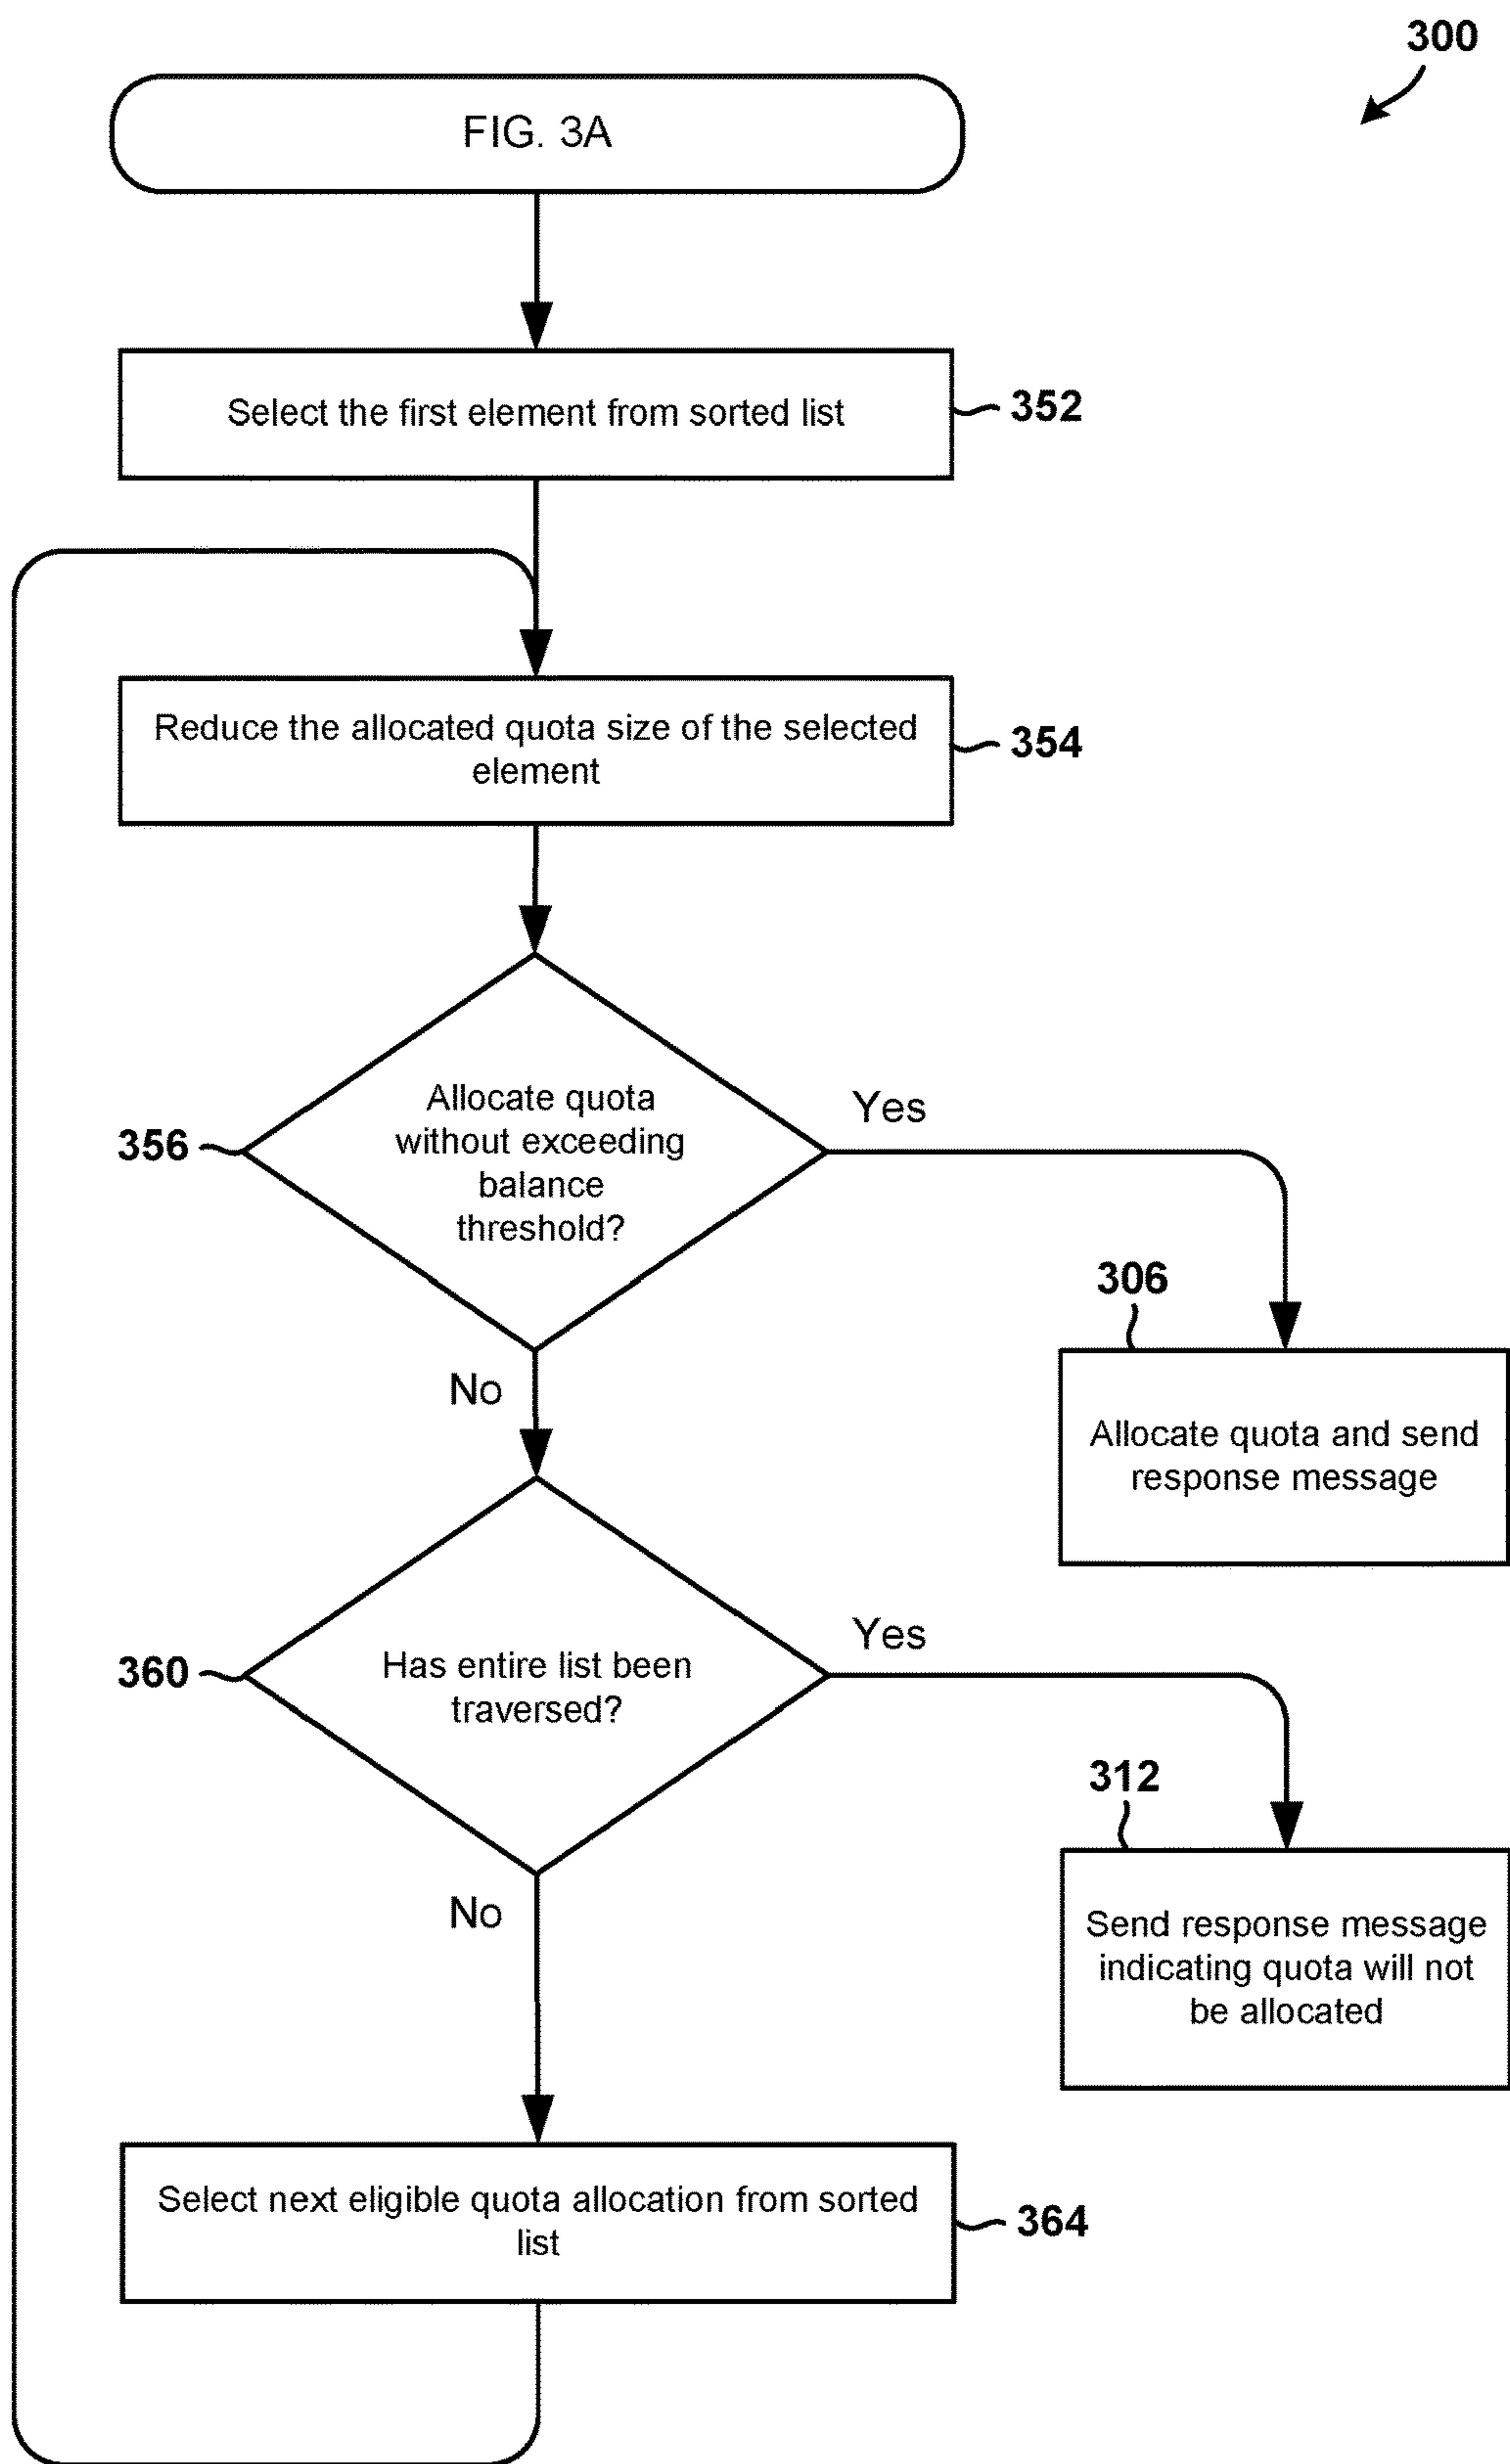 300
FIG. 3A
Select the first element from sorted list
352
Reduce the allocated quota size of the selected
element
354
Allocate quota
without exceeding
balance
threshold?
356
Yes
No
306
Allocate quota and send
response message
Has entire list been
traversed?
360
Yes
No
312
Send response message
indicating quota will not
be allocated
Select next eligible quota allocation from sorted
list
364